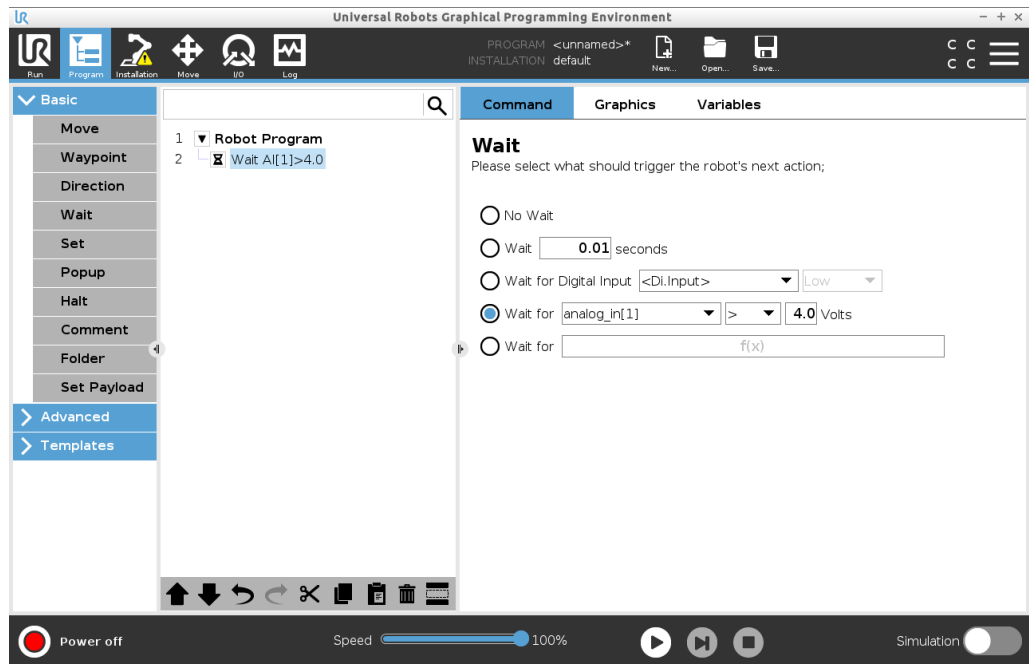 Universal Robots Graphical Programming Environment
Run
Program
Installation
Move
I/O
Log
PROGRAM <unnamed>*
INSTALLATION default
New...
Open...
Save...
C C
C C
Basic
Move
Waypoint
Direction
Wait
Set
Popup
Halt
Comment
Folder
Set Payload
Advanced
Templates
1 Robot Program
2 Wait AI[1]>4.0
Command Graphics Variables
Wait
Please select what should trigger the robot's next action;
No Wait
Wait 0.01 seconds
Wait for Digital Input <Di.Input> Low
Wait for analog_in[1] > 4.0 Volts
Wait for f(x)
Power off
Speed 100%
Simulation